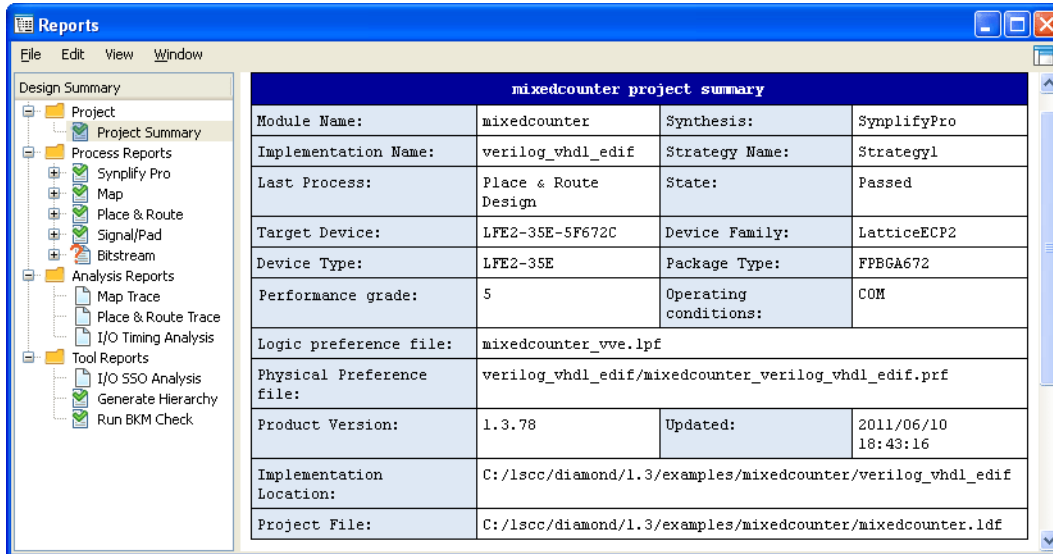 Reports
File Edit View Window
Design Summary
Project
Project Summary
Process Reports
Synplify Pro
Map
Place & Route
Signal/Pad
Bitstream
Analysis Reports
Map Trace
Place & Route Trace
I/O Timing Analysis
Tool Reports
I/O SSO Analysis
Generate Hierarchy
Run BKM Check
mixedcounter project summary
Module Name: mixedcounter Synthesis: SynplifyPro
Implementation Name: verilog_vhdl_edif Strategy Name: Strategy1
Last Process: Place & Route State: Passed
Design
Target Device: LFE2-35E-5F672C Device Family: LatticeECP2
Device Type: LFE2-35E Package Type: FPBGA672
Performance grade: 5 Operating COM
conditions:
Logic preference file: mixedcounter_vve.lpf
Physical Preference verilog_vhdl_edif/mixedcounter_verilog_vhdl_edif.prf
file:
Product Version: 1.3.78 Updated: 2011/06/10
18:43:16
Implementation C:/lscc/diamond/1.3/examples/mixedcounter/verilog_vhdl_edif
Location:
Project File: C:/lscc/diamond/1.3/examples/mixedcounter/mixedcounter.ldf